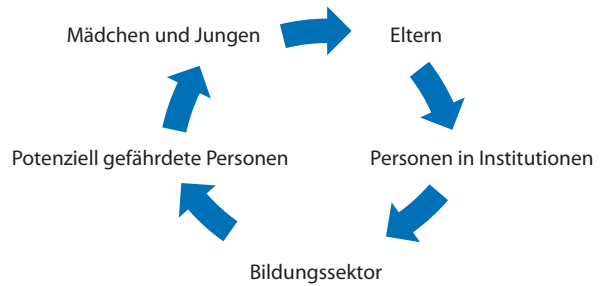 Mädchen und Jungen
Eltern
Potenziell gefährdete Personen
Personen in Institutionen
Bildungssektor